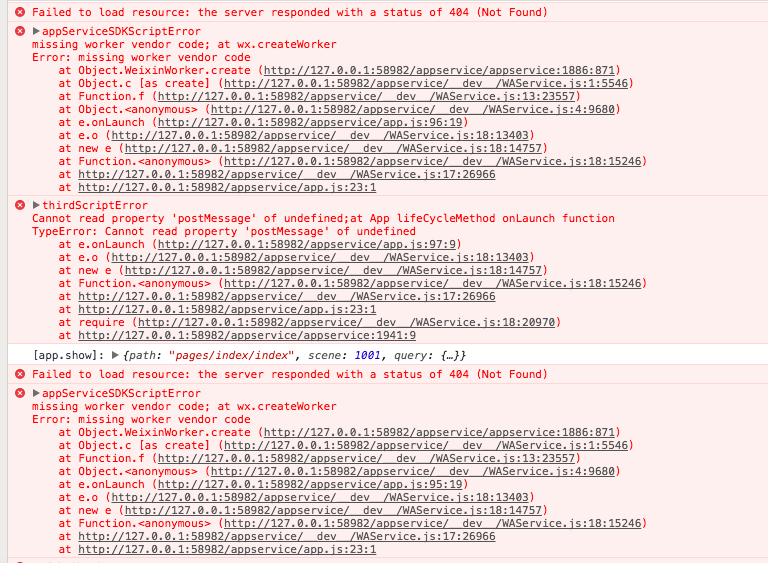 Failed to load resource: the server responded with a status of 404 (Not Found)
appServiceSDKScriptError
missing worker vendor code; at wx.createWorker
Error: missing worker vendor code
at Object.WeixinWorker.create (http://127.0.0.1:58982/appservice/appservice:1886:871)
at Object.c [as create] (http://127.0.0.1:58982/appservice/__dev__/WAService.js:1:5546)
at Function.f (http://127.0.0.1:58982/appservice/__dev__/WAService.js:13:23557)
at Object.<anonymous> (http://127.0.0.1:58982/appservice/__dev__/WAService.js:4:9680)
at e.onLaunch (http://127.0.0.1:58982/appservice/app.js:96:19)
at e.o (http://127.0.0.1:58982/appservice/__dev__/WAService.js:18:13403)
at new e (http://127.0.0.1:58982/appservice/__dev__/WAService.js:18:14757)
at Function.<anonymous> (http://127.0.0.1:58982/appservice/__dev__/WAService.js:18:15246)
at http://127.0.0.1:58982/appservice/__dev__/WAService.js:17:26966
at http://127.0.0.1:58982/appservice/app.js:23:1
thirdScriptError
Cannot read property 'postMessage' of undefined;at App lifeCycleMethod onLaunch function
TypeError: Cannot read property 'postMessage' of undefined
at e.onLaunch (http://127.0.0.1:58982/appservice/app.js:97:9)
at e.o (http://127.0.0.1:58982/appservice/__dev__/WAService.js:18:13403)
at new e (http://127.0.0.1:58982/appservice/__dev__/WAService.js:18:14757)
at Function.<anonymous> (http://127.0.0.1:58982/appservice/__dev__/WAService.js:18:15246)
at http://127.0.0.1:58982/appservice/__dev__/WAService.js:17:26966
at http://127.0.0.1:58982/appservice/app.js:23:1
at require (http://127.0.0.1:58982/appservice/__dev__/WAService.js:18:20970)
at http://127.0.0.1:58982/appservice/appservice:1941:9
[app.show]: {path: "pages/index/index", scene: 1001, query: {…}}
Failed to load resource: the server responded with a status of 404 (Not Found)
appServiceSDKScriptError
missing worker vendor code; at wx.createWorker
Error: missing worker vendor code
at Object.WeixinWorker.create (http://127.0.0.1:58982/appservice/appservice:1886:871)
at Object.c [as create] (http://127.0.0.1:58982/appservice/__dev__/WAService.js:1:5546)
at Function.f (http://127.0.0.1:58982/appservice/__dev__/WAService.js:13:23557)
at Object.<anonymous> (http://127.0.0.1:58982/appservice/__dev__/WAService.js:4:9680)
at e.onLaunch (http://127.0.0.1:58982/appservice/app.js:95:19)
at e.o (http://127.0.0.1:58982/appservice/__dev__/WAService.js:18:13403)
at new e (http://127.0.0.1:58982/appservice/__dev__/WAService.js:18:14757)
at Function.<anonymous> (http://127.0.0.1:58982/appservice/__dev__/WAService.js:18:15246)
at http://127.0.0.1:58982/appservice/__dev__/WAService.js:17:26966
at http://127.0.0.1:58982/appservice/app.js:23:1